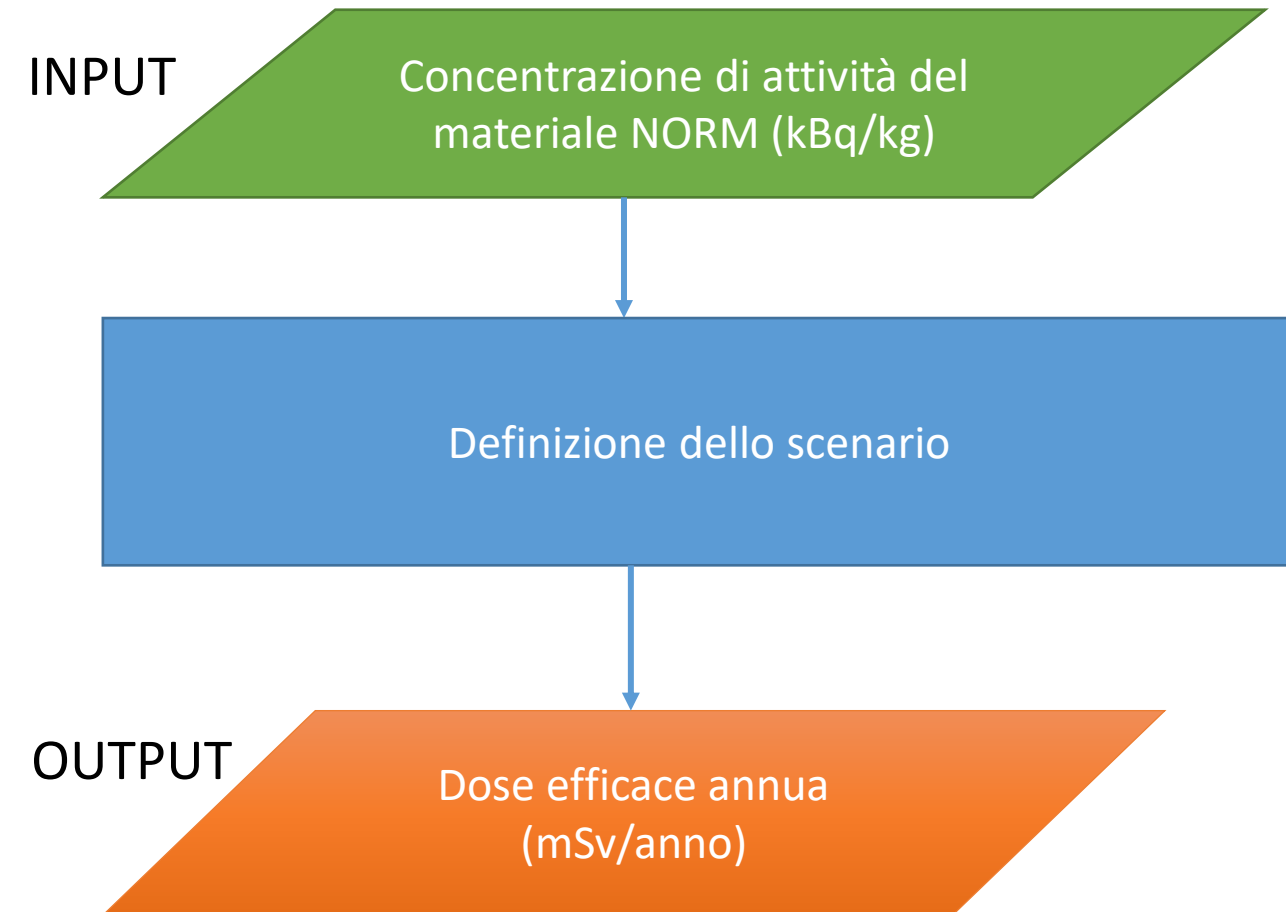 INPUT
Concentrazione di attività del
materiale NORM (kBq/kg)
Definizione dello scenario
OUTPUT
Dose efficace annua
(mSv/anno)